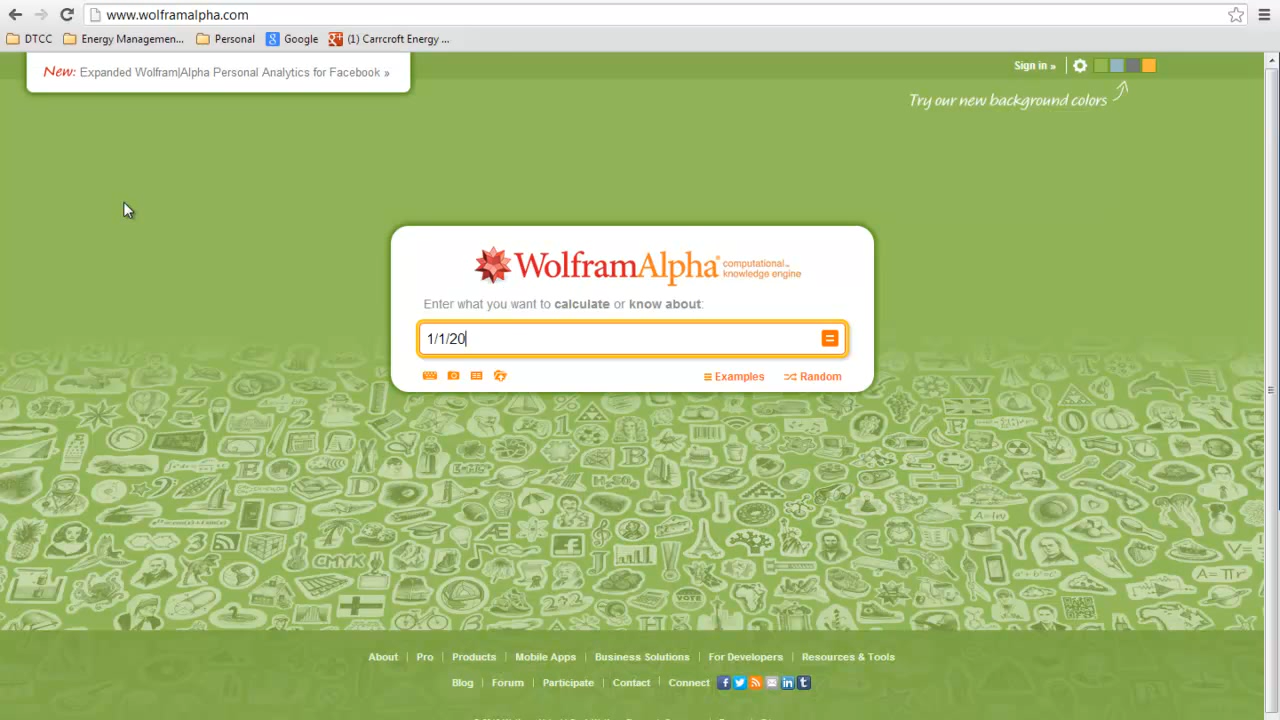 www.wolframalpha.com
DTCC Energy Managemen... Personal Google (1) Carrcroft Energy ...
New: Expanded Wolfram|Alpha Personal Analytics for Facebook »
Sign in »
Try our new background colors
WolframAlpha computational knowledge engine
Enter what you want to calculate or know about:
1/1/20
Examples Random
CMYK
VOTE
A=πr²
About | Pro | Products | Mobile Apps | Business Solutions | For Developers | Resources & Tools
Blog | Forum | Participate | Contact | Connect